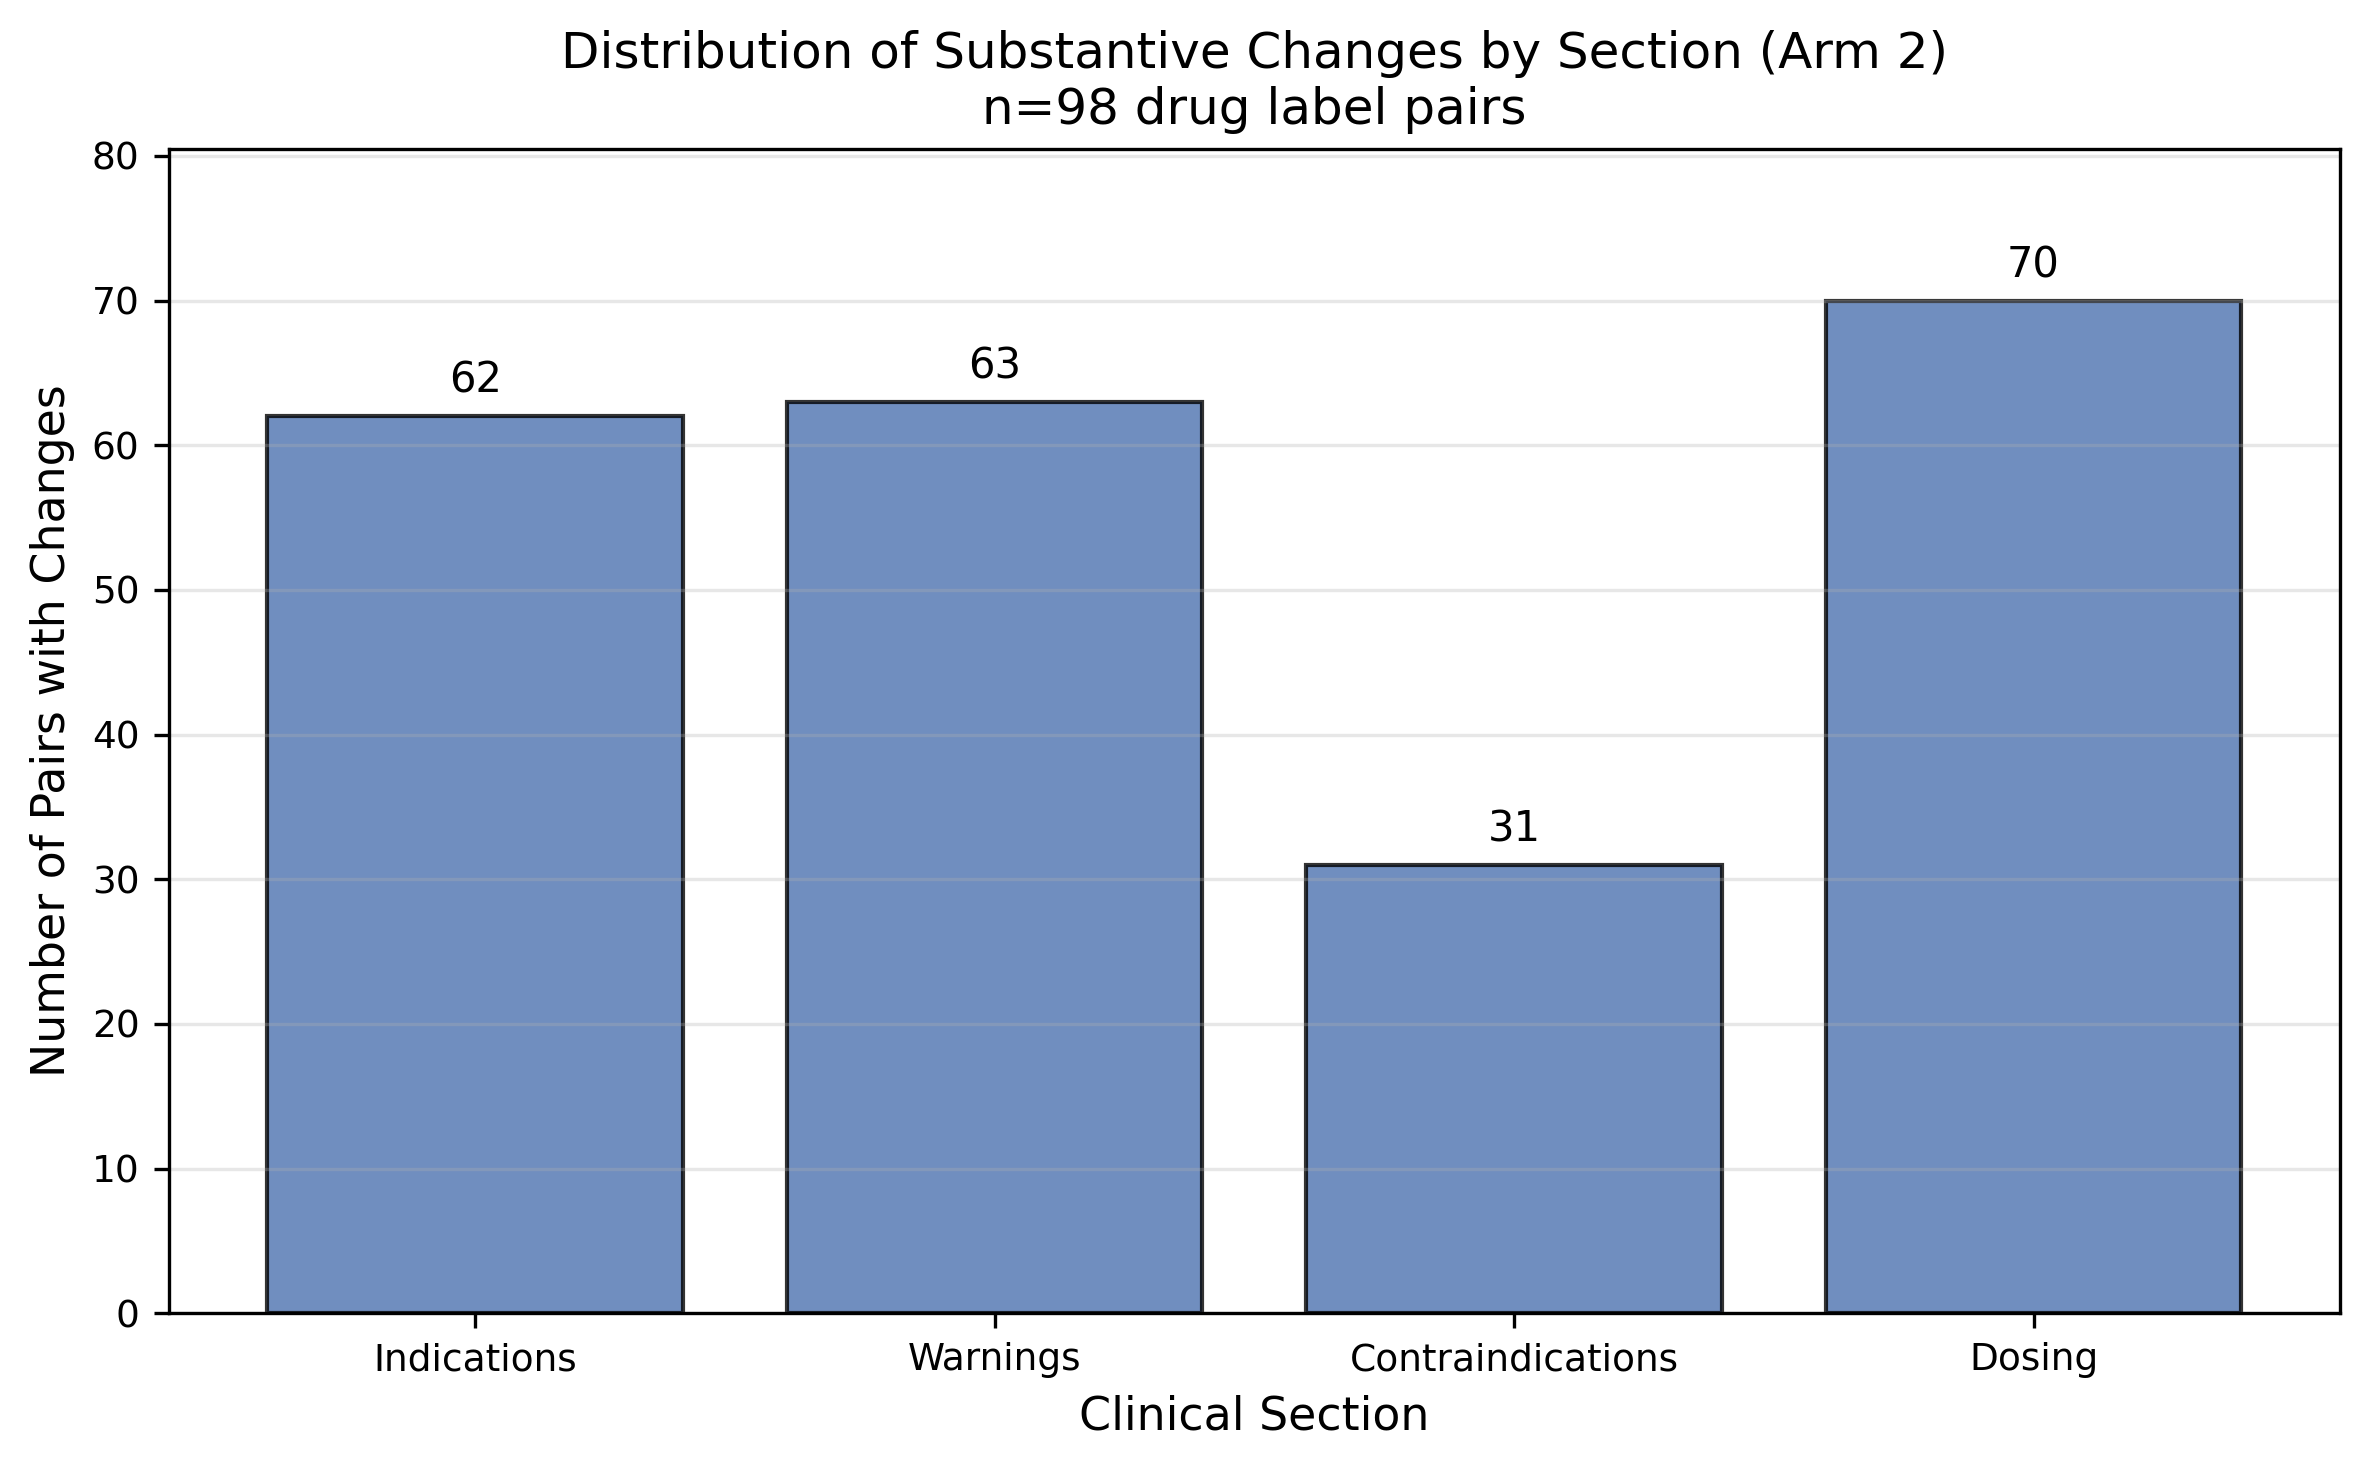 Distribution of Substantive Changes by Section (Arm 2)
n=98 drug label pairs
Number of Pairs with Changes
80
70
60
50
40
30
20
10
0
62
63
31
70
Indications
Warnings
Contraindications
Dosing
Clinical Section